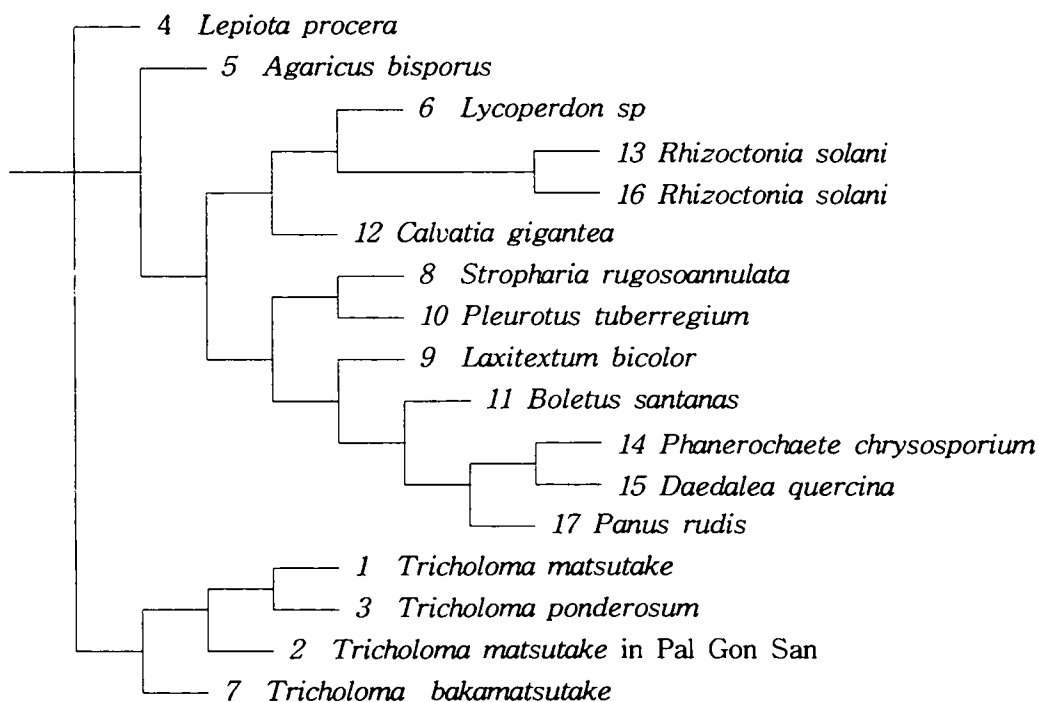 4 Lepiota procera
5 Agaricus bisporus
6 Lycoperdon sp
13 Rhizoctonia solani
16 Rhizoctonia solani
12 Calvatia gigantea
8 Stropharia rugosoannulata
10 Pleurotus tuberregium
9 Laxitextum bicolor
11 Boletus santanas
14 Phanerochaete chrysosporium
15 Daedalea quercina
17 Panus rudis
1 Tricholoma matsutake
3 Tricholoma ponderosum
2 Tricholoma matsutake in Pal Gon San
7 Tricholoma bakamatsutake